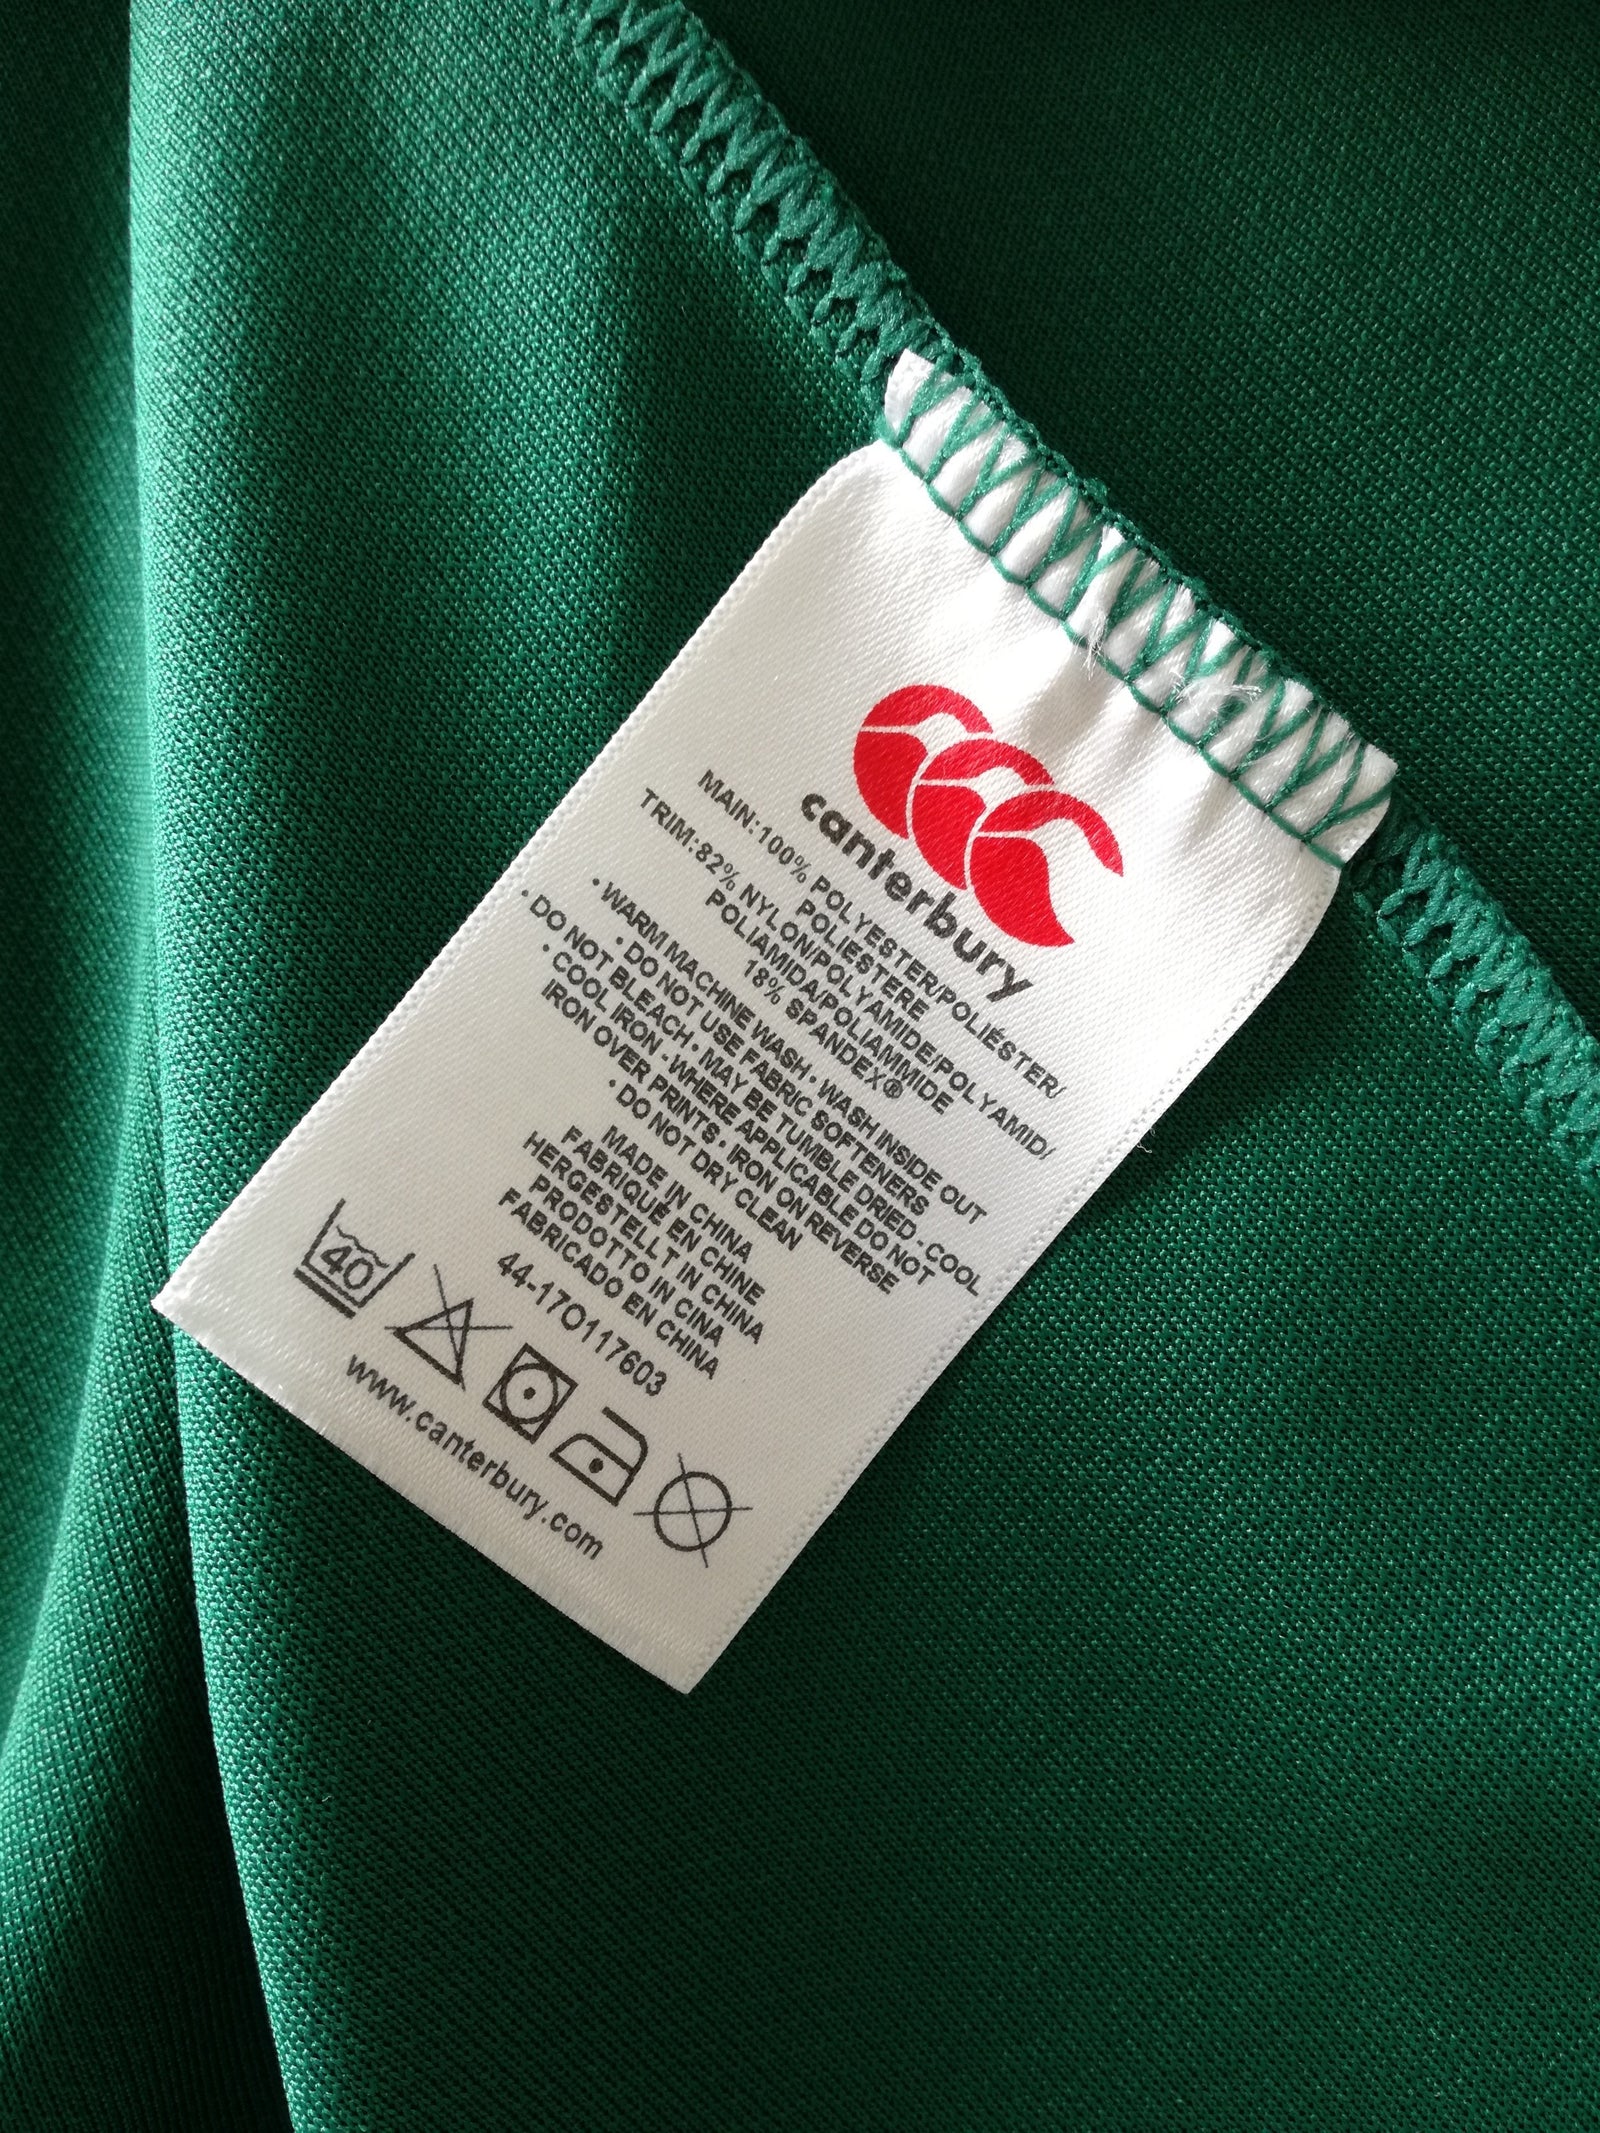 canterbury
MAIN:100% POLYESTER/POLIÉSTER/
POLIESTERE
TRIM:82% NYLON/POLYAMIDE/POLYAMID/
POLIAMIDA/POLIAMMIDE
18% SPANDEX®
• WARM MACHINE WASH • WASH INSIDE OUT
• DO NOT USE FABRIC SOFTENERS
• DO NOT BLEACH • MAY BE TUMBLE DRIED - COOL
• COOL IRON - WHERE APPLICABLE DO NOT
IRON OVER PRINTS • IRON ON REVERSE
• DO NOT DRY CLEAN
MADE IN CHINA
FABRIQUÉ EN CHINE
HERGESTELLT IN CHINA
PRODOTTO IN CINA
FABRICADO EN CHINA
44-17O117603
40
www.canterbury.com